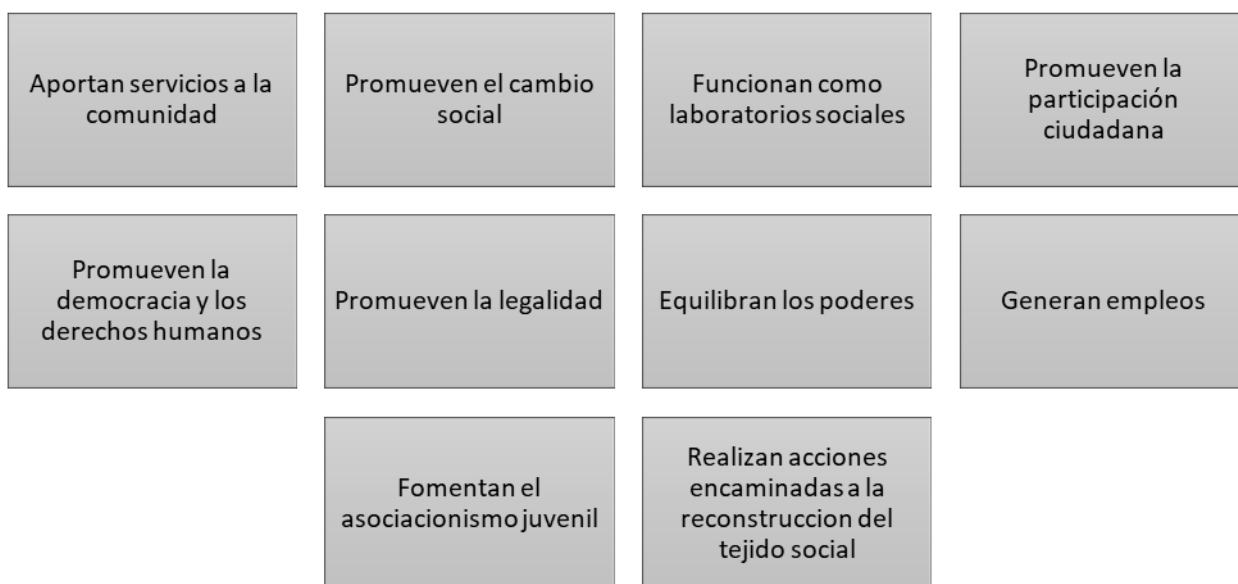 Aportan servicios a la
comunidad
Promueven el cambio
social
Funcionan como
laboratorios sociales
Promueven la
participación
ciudadana
Promueven la
democracia y los
derechos humanos
Promueven la legalidad
Equilibran los poderes
Generan empleos
Fomentan el
asociacionismo juvenil
Realizan acciones
encaminadas a la
reconstruccion del
tejido social